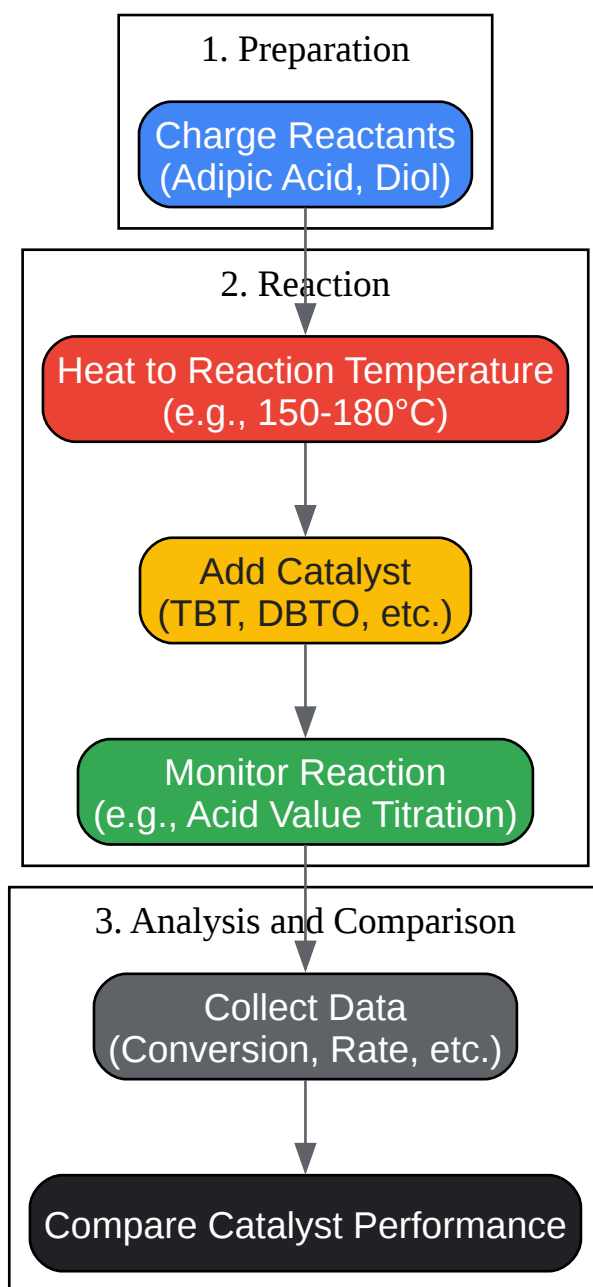 1. Preparation
Charge Reactants
(Adipic Acid, Diol)
2. Reaction
Heat to Reaction Temperature
(e.g., 150-180°C)
Add Catalyst
(TBT, DBTO, etc.)
Monitor Reaction
(e.g., Acid Value Titration)
3. Analysis and Comparison
Collect Data
(Conversion, Rate, etc.)
Compare Catalyst Performance